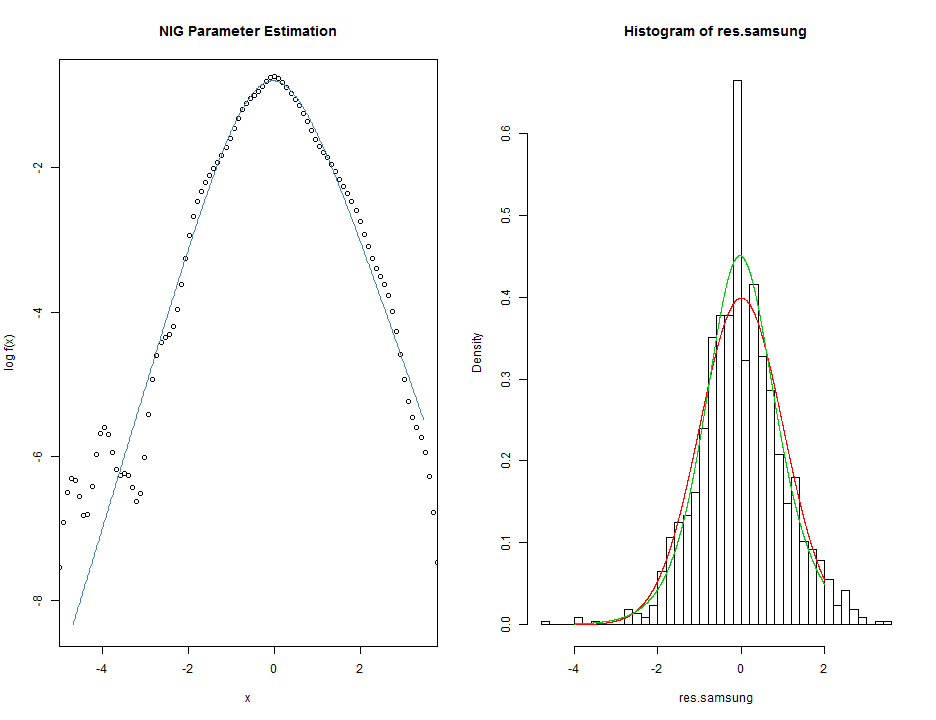 NIG Parameter Estimation
log f(x)
-2
-4
-6
-8
-4 -2 0 2
x
Histogram of res.samsung
Density
0.6
0.5
0.4
0.3
0.2
0.1
0.0
-4 -2 0 2
res.samsung